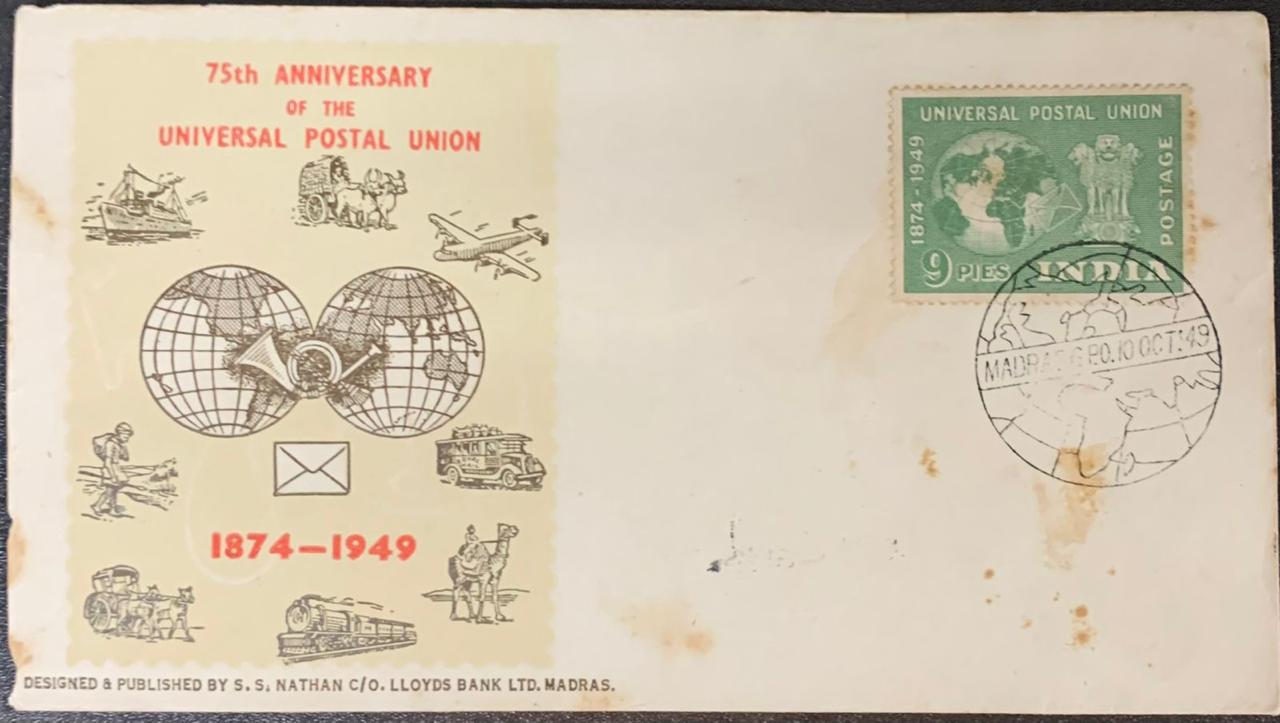 75th ANNIVERSARY
OF THE
UNIVERSAL POSTAL UNION
1874—1949
DESIGNED & PUBLISHED BY S. S. NATHAN C/O. LLOYDS BANK LTD. MADRAS.
UNIVERSAL POSTAL UNION
1874-1949
POSTAGE
9 PIES INDIA
MADRAS G.P.O. 10 OCT. 49